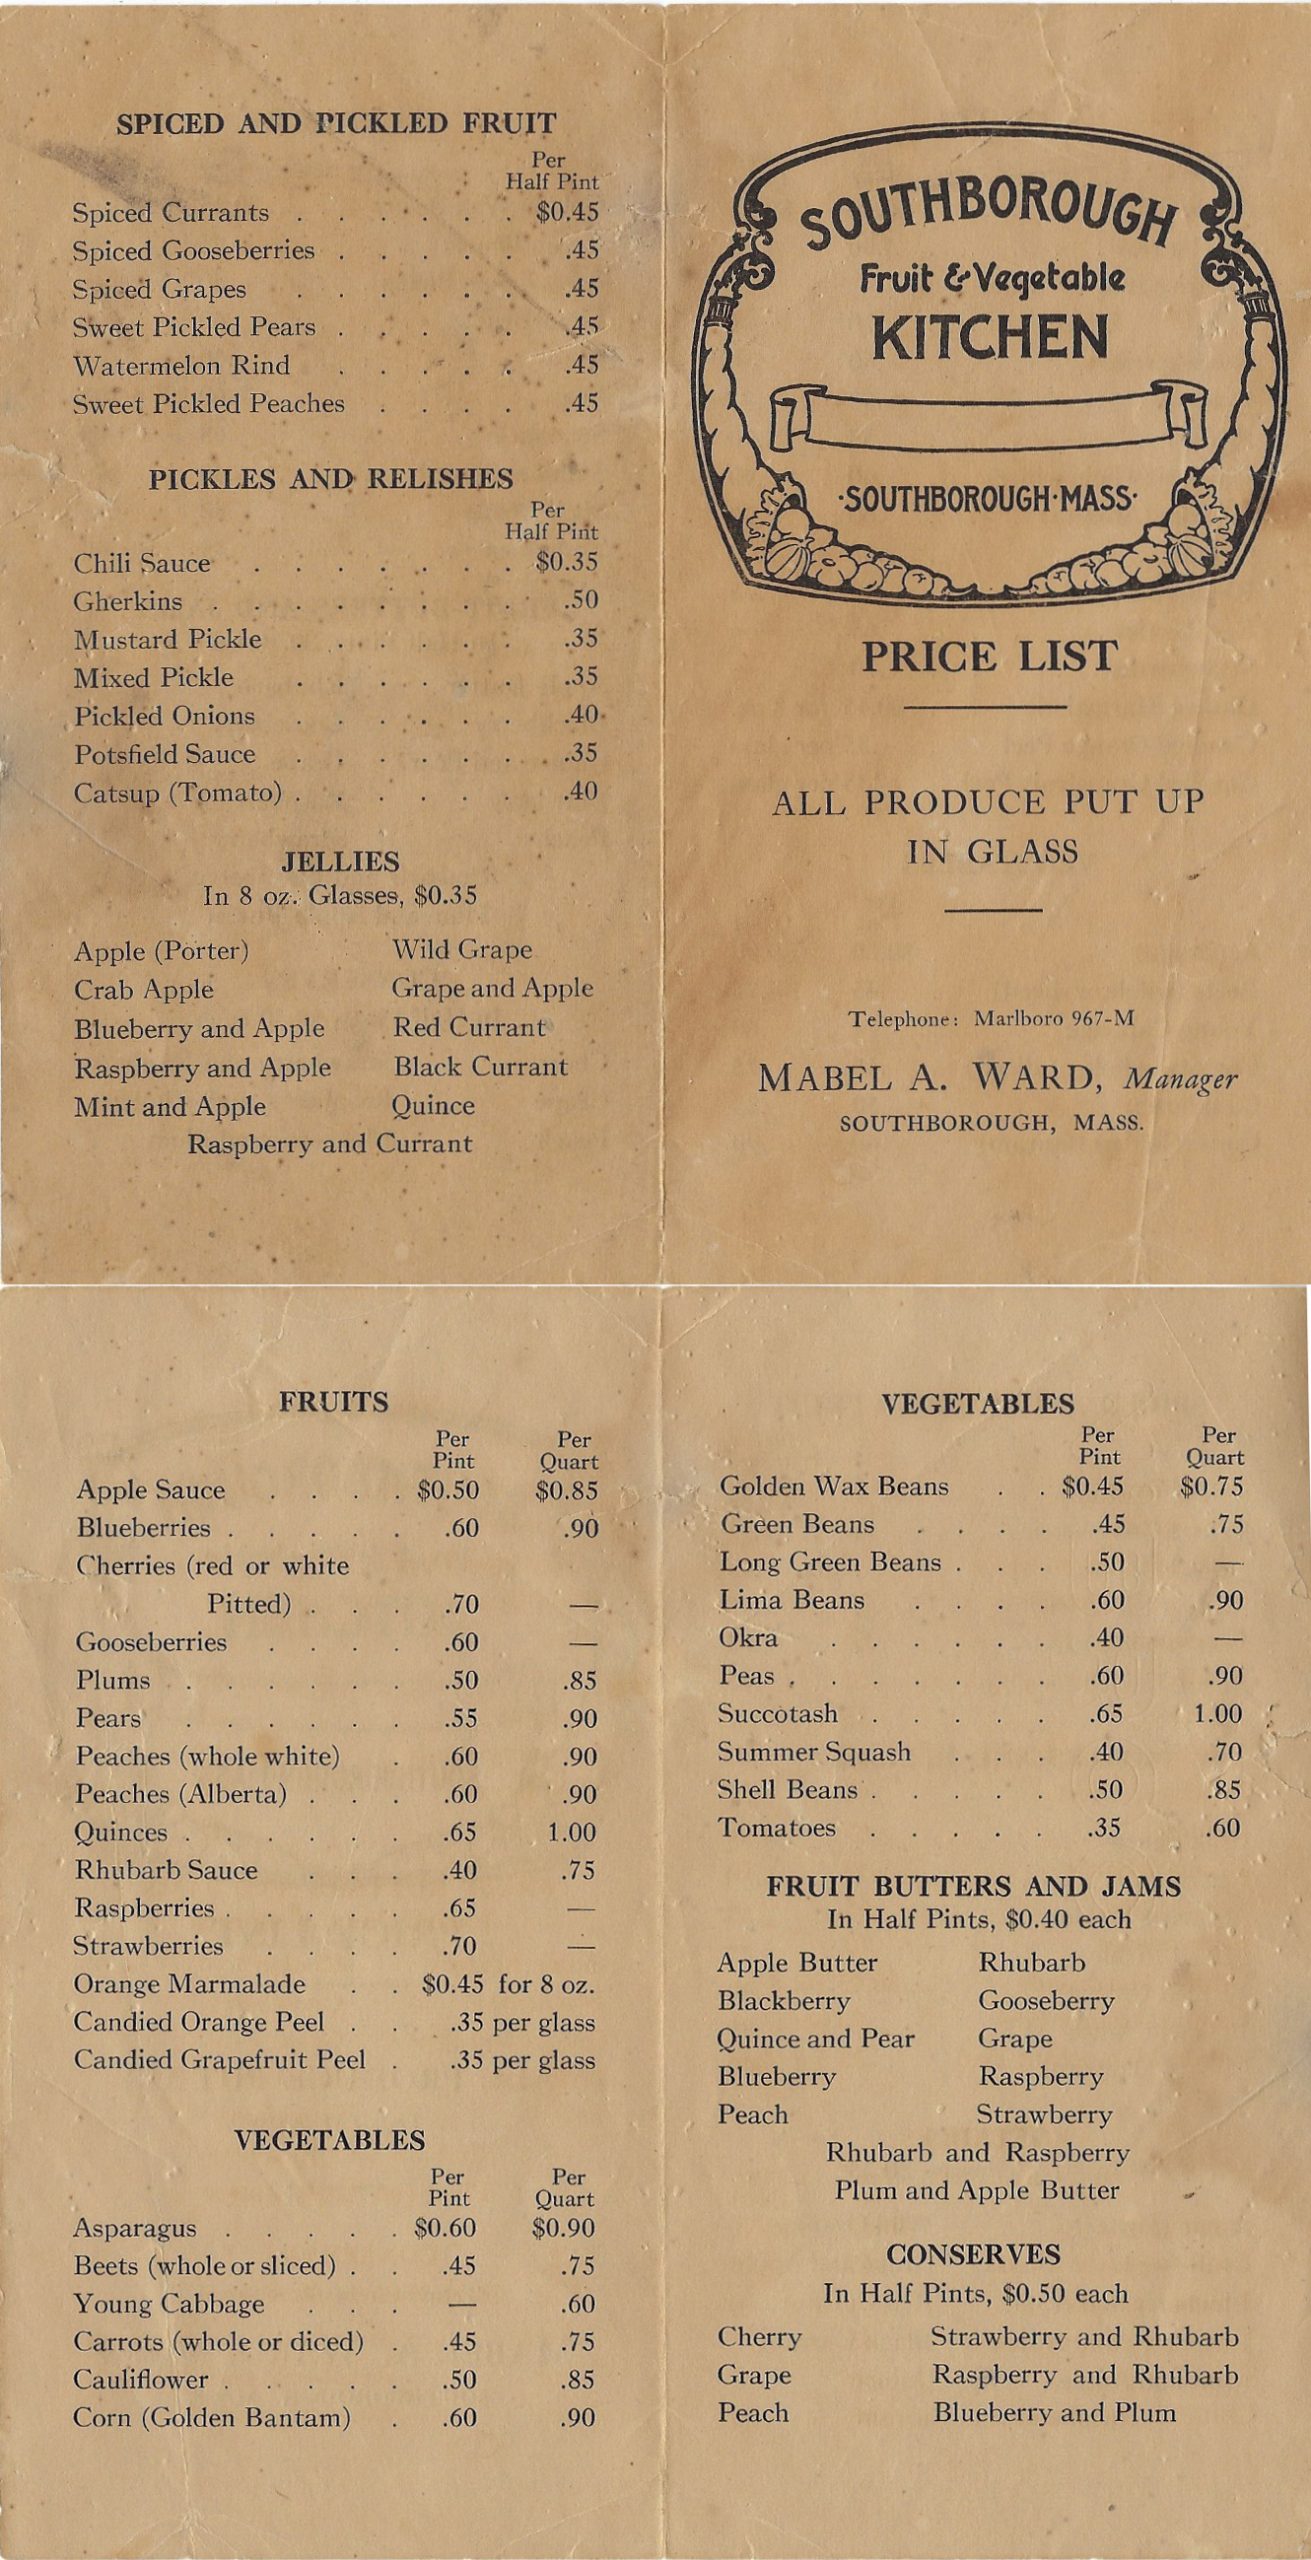 SPICED AND PICKLED FRUIT
Per
Half Pint
Spiced Currants . . . . . . $0.45
Spiced Gooseberries . . . . . .45
Spiced Grapes . . . . . . .45
Sweet Pickled Pears . . . . . .45
Watermelon Rind . . . . . .45
Sweet Pickled Peaches . . . . .45
PICKLES AND RELISHES
Per
Half Pint
Chili Sauce . . . . . . . $0.35
Gherkins . . . . . . . . .50
Mustard Pickle . . . . . . .35
Mixed Pickle . . . . . . .35
Pickled Onions . . . . . . .40
Potsfield Sauce . . . . . . .35
Catsup (Tomato) . . . . . . .40
JELLIES
In 8 oz. Glasses, $0.35
Apple (Porter) Wild Grape
Crab Apple Grape and Apple
Blueberry and Apple Red Currant
Raspberry and Apple Black Currant
Mint and Apple Quince
Raspberry and Currant
SOUTHBOROUGH
Fruit & Vegetable
KITCHEN
·SOUTHBOROUGH·MASS·
PRICE LIST
ALL PRODUCE PUT UP
IN GLASS
Telephone: Marlboro 967-M
MABEL A. WARD, Manager
SOUTHBOROUGH, MASS.
FRUITS
Per Per
Pint Quart
Apple Sauce . . . . $0.50 $0.85
Blueberries . . . . . .60 .90
Cherries (red or white
Pitted) . . . .70 —
Gooseberries . . . . .60 —
Plums . . . . . . .50 .85
Pears . . . . . . .55 .90
Peaches (whole white) . .60 .90
Peaches (Alberta) . . . .60 .90
Quinces . . . . . . .65 1.00
Rhubarb Sauce . . . .40 .75
Raspberries . . . . . .65 —
Strawberries . . . . .70 —
Orange Marmalade . . $0.45 for 8 oz.
Candied Orange Peel . . .35 per glass
Candied Grapefruit Peel . .35 per glass
VEGETABLES
Per Per
Pint Quart
Asparagus . . . . . $0.60 $0.90
Beets (whole or sliced) . . .45 .75
Young Cabbage . . . — .60
Carrots (whole or diced) . .45 .75
Cauliflower . . . . . .50 .85
Corn (Golden Bantam) . .60 .90
VEGETABLES
Per Per
Pint Quart
Golden Wax Beans . . $0.45 $0.75
Green Beans . . . . .45 .75
Long Green Beans . . . .50 —
Lima Beans . . . . .60 .90
Okra . . . . . . .40 —
Peas . . . . . . . .60 .90
Succotash . . . . . .65 1.00
Summer Squash . . . .40 .70
Shell Beans . . . . . .50 .85
Tomatoes . . . . . .35 .60
FRUIT BUTTERS AND JAMS
In Half Pints, $0.40 each
Apple Butter Rhubarb
Blackberry Gooseberry
Quince and Pear Grape
Blueberry Raspberry
Peach Strawberry
Rhubarb and Raspberry
Plum and Apple Butter
CONSERVES
In Half Pints, $0.50 each
Cherry Strawberry and Rhubarb
Grape Raspberry and Rhubarb
Peach Blueberry and Plum